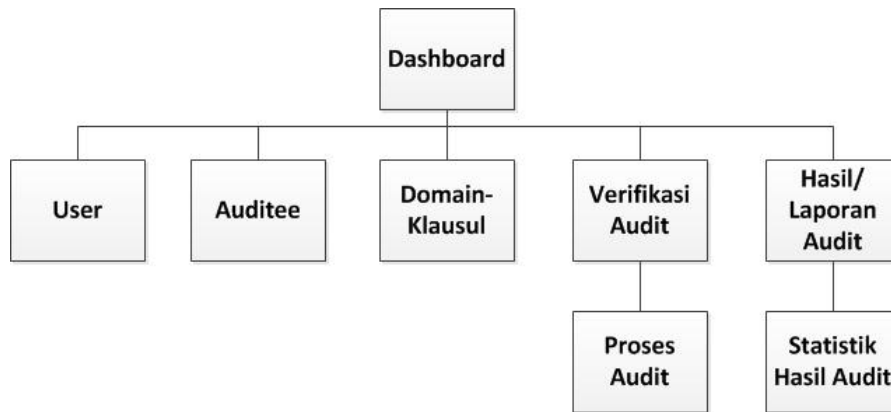 Dashboard
User
Auditee
Domain-
Klausul
Verifikasi
Audit
Hasil/
Laporan
Audit
Proses
Audit
Statistik
Hasil Audit